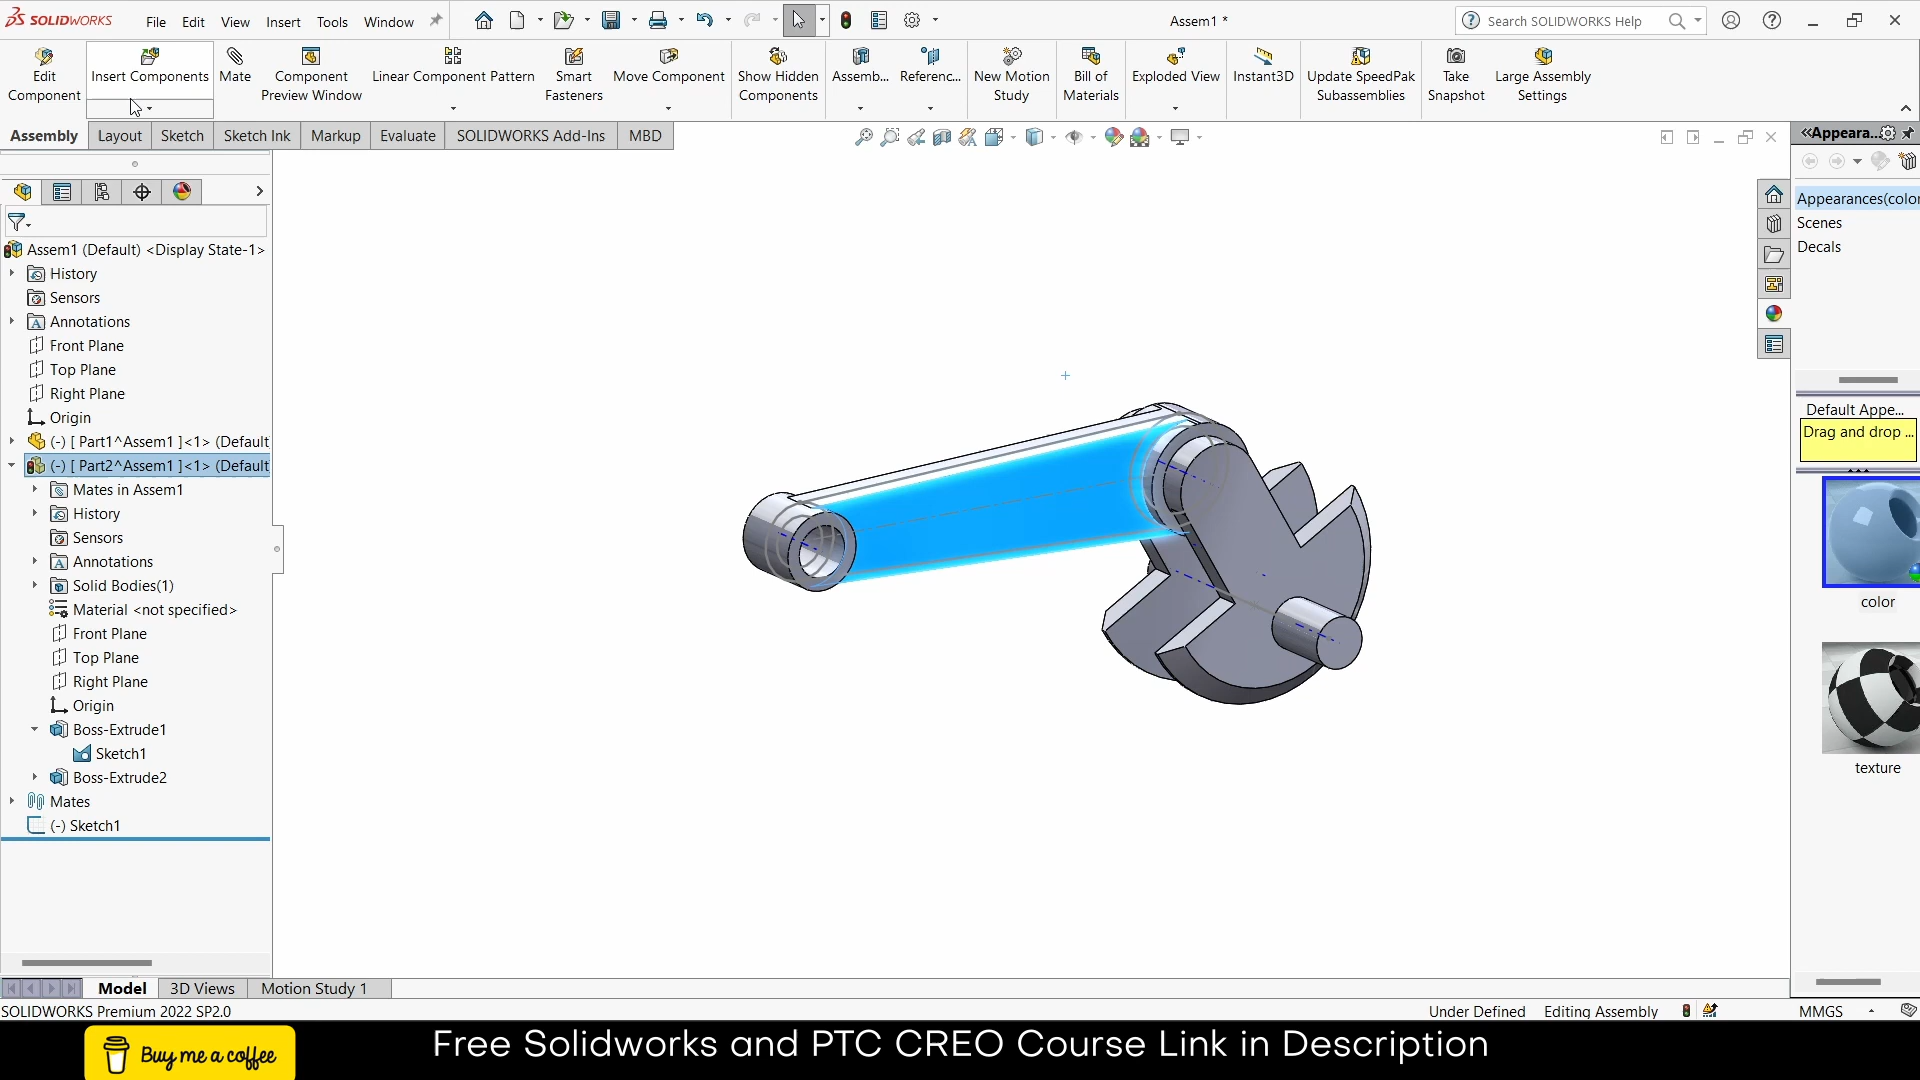 SOLIDWORKS File Edit View Insert Tools Window Assem1 * Search SOLIDWORKS Help
Edit Component
Insert Components
Mate
Component Preview Window
Linear Component Pattern
Smart Fasteners
Move Component
Show Hidden Components
Assemb...
Referenc...
New Motion Study
Bill of Materials
Exploded View
Instant3D
Update SpeedPak Subassemblies
Take Snapshot
Large Assembly Settings
Assembly Layout Sketch Sketch Ink Markup Evaluate SOLIDWORKS Add-Ins MBD
Assem1 (Default) <Display State-1>
History
Sensors
Annotations
Front Plane
Top Plane
Right Plane
Origin
(-) [ Part1^Assem1 ]<1> (Default
(-) [ Part2^Assem1 ]<1> (Default
Mates in Assem1
History
Sensors
Annotations
Solid Bodies(1)
Material <not specified>
Front Plane
Top Plane
Right Plane
Origin
Boss-Extrude1
Sketch1
Boss-Extrude2
Mates
(-) Sketch1
Appeara...
Appearances(color
Scenes
Decals
Default Appe...
Drag and drop ...
color
texture
Model 3D Views Motion Study 1
SOLIDWORKS Premium 2022 SP2.0 Under Defined Editing Assembly MMGS
Buy me a coffee
Free Solidworks and PTC CREO Course Link in Description